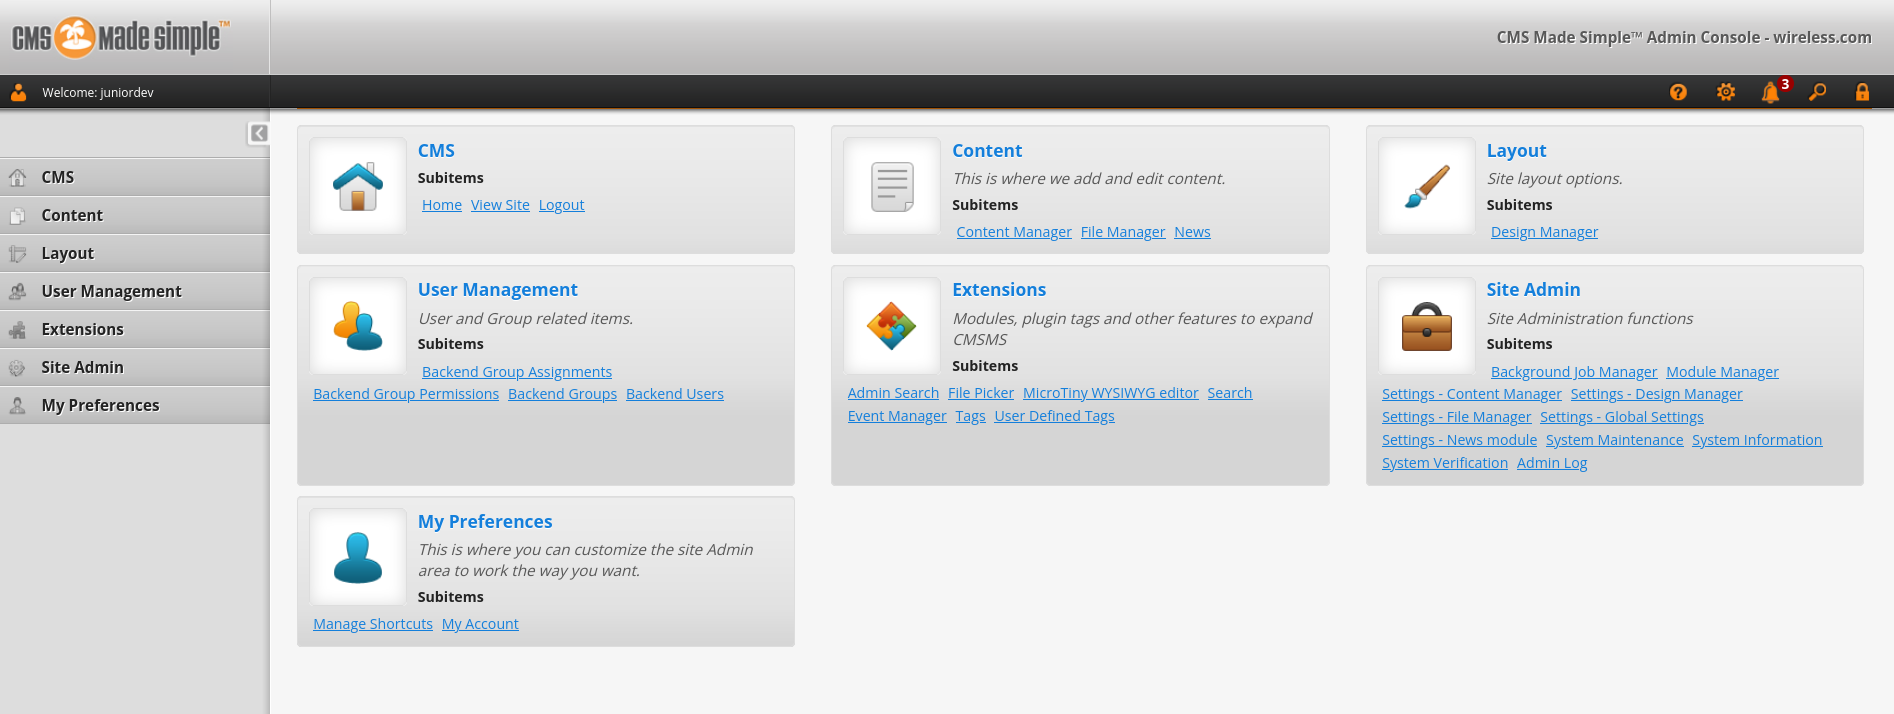 CMS Made Simple™
CMS Made Simple™ Admin Console - wireless.com
Welcome: juniordev
3
CMS
Content
Layout
User Management
Extensions
Site Admin
My Preferences
CMS
Subitems
Home View Site Logout
Content
This is where we add and edit content.
Subitems
Content Manager File Manager News
Layout
Site layout options.
Subitems
Design Manager
User Management
User and Group related items.
Subitems
Backend Group Assignments
Backend Group Permissions Backend Groups Backend Users
Extensions
Modules, plugin tags and other features to expand
CMSMS
Subitems
Admin Search File Picker MicroTiny WYSIWYG editor Search
Event Manager Tags User Defined Tags
Site Admin
Site Administration functions
Subitems
Background Job Manager Module Manager
Settings - Content Manager Settings - Design Manager
Settings - File Manager Settings - Global Settings
Settings - News module System Maintenance System Information
System Verification Admin Log
My Preferences
This is where you can customize the site Admin
area to work the way you want.
Subitems
Manage Shortcuts My Account